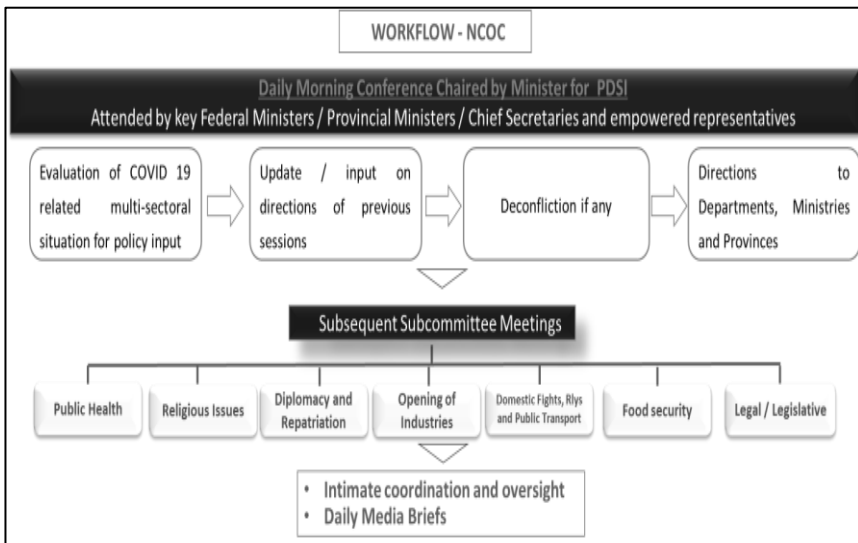 WORKFLOW - NCOC
Daily Morning Conference Chaired by Minister for PDSI
Attended by key Federal Ministers / Provincial Ministers / Chief Secretaries and empowered representatives
Evaluation of COVID 19
related multi-sectoral
situation for policy input
Update / input on
directions of previous
sessions
Deconfliction if any
Directions to
Departments, Ministries
and Provinces
Subsequent Subcommittee Meetings
Public Health
Religious Issues
Diplomacy and
Repatriation
Opening of
Industries
Domestic Fights, Rlys
and Public Transport
Food security
Legal / Legislative
• Intimate coordination and oversight
• Daily Media Briefs